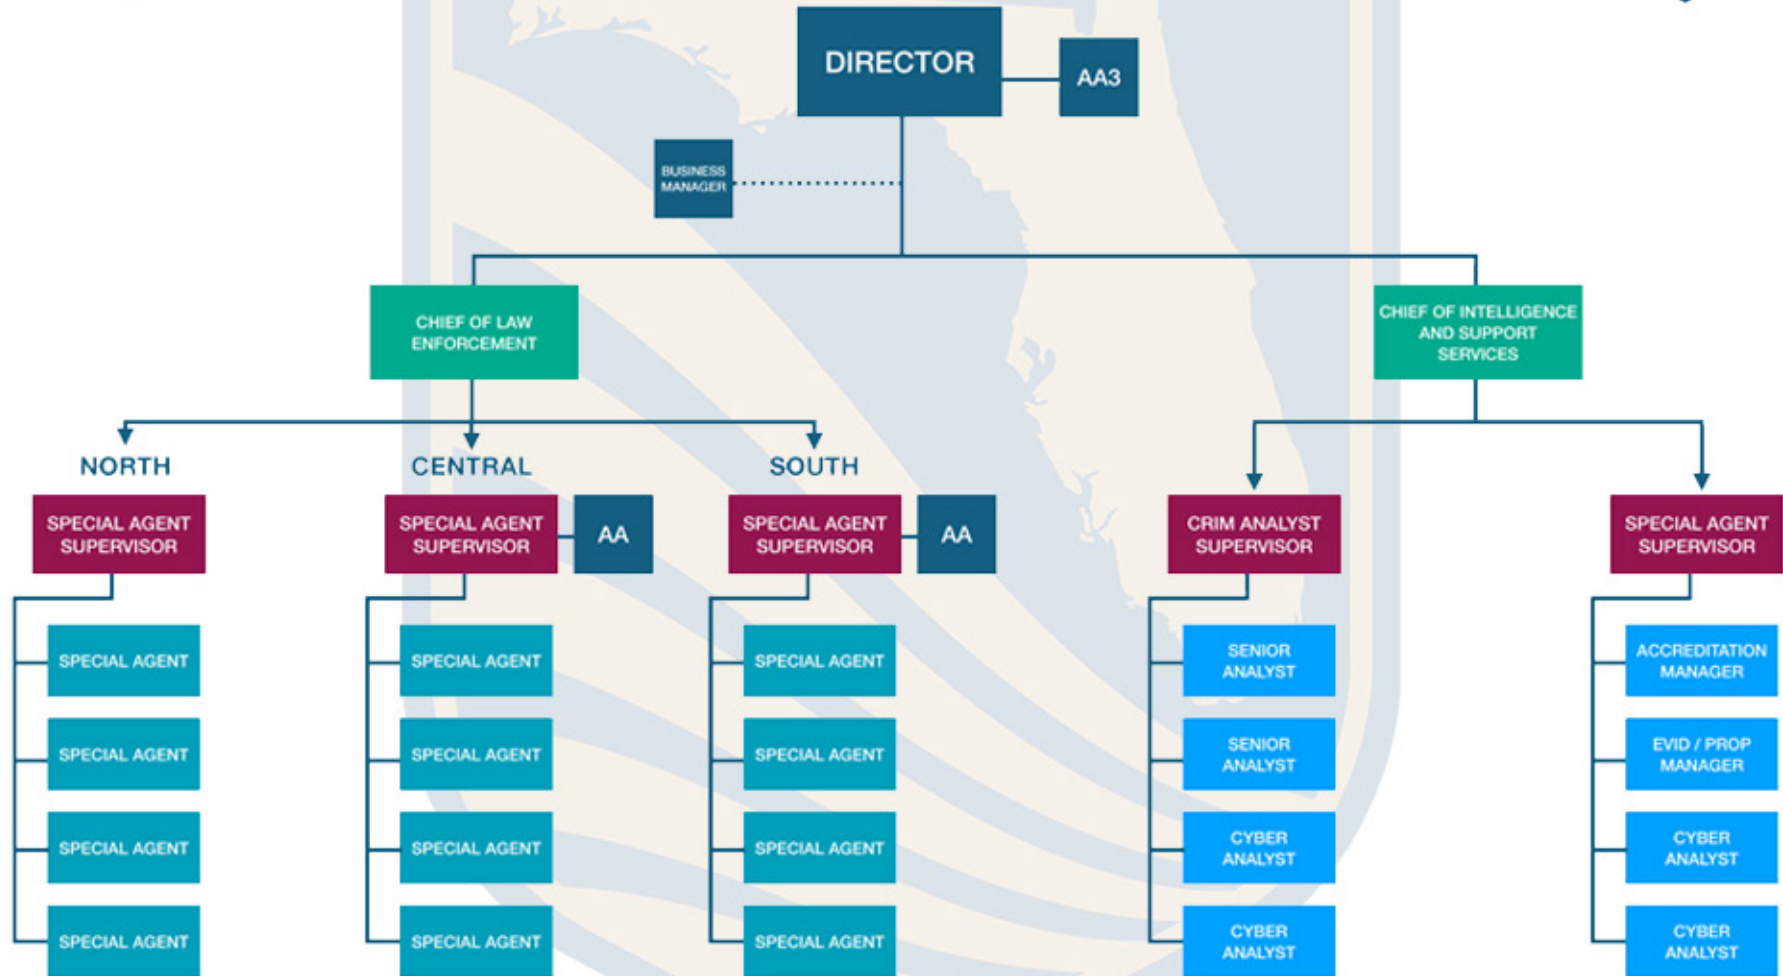 DIRECTOR
AA3
BUSINESS
MANAGER
CHIEF OF LAW
ENFORCEMENT
CHIEF OF INTELLIGENCE
AND SUPPORT
SERVICES
NORTH
CENTRAL
SOUTH
SPECIAL AGENT
SUPERVISOR
SPECIAL AGENT
SUPERVISOR
AA
SPECIAL AGENT
SUPERVISOR
AA
CRIM ANALYST
SUPERVISOR
SPECIAL AGENT
SUPERVISOR
SPECIAL AGENT
SPECIAL AGENT
SPECIAL AGENT
SENIOR
ANALYST
ACCREDITATION
MANAGER
SPECIAL AGENT
SPECIAL AGENT
SPECIAL AGENT
SENIOR
ANALYST
EVID / PROP
MANAGER
SPECIAL AGENT
SPECIAL AGENT
SPECIAL AGENT
CYBER
ANALYST
CYBER
ANALYST
SPECIAL AGENT
SPECIAL AGENT
SPECIAL AGENT
CYBER
ANALYST
CYBER
ANALYST